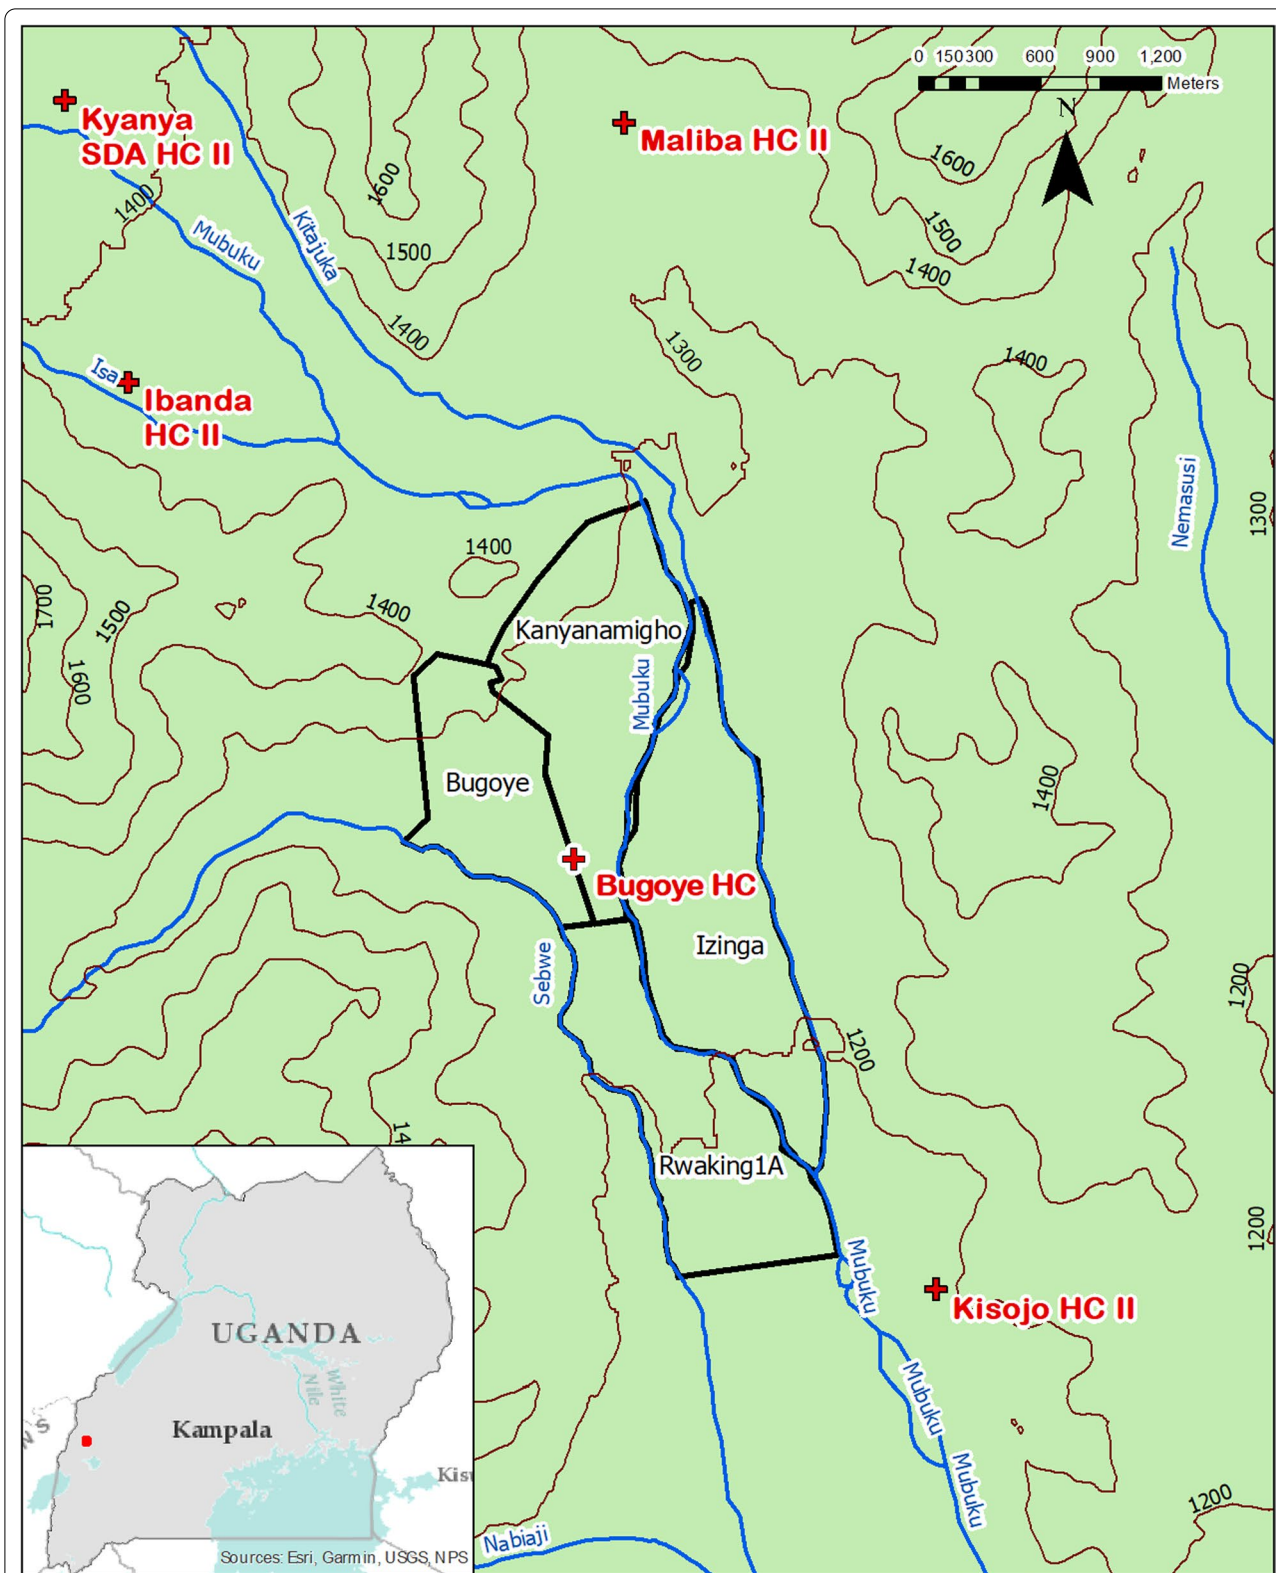 0 150 300 600 900 1,200
Meters
N
Kyanya
SDA HC II
Maliba HC II
1600
1600
1400
Mubuku
Kitajuka
1500
1500
1400
1400
1300
1400
Isa
Ibanda
HC II
Nemasusi
1300
1400
1400
1700
1500
1600
Kanyanamigho
Mubuku
Bugoye
1400
Bugoye HC
Izinga
Sebwe
1200
1200
14
Rwaking1A
1200
Mubuku
Kisojo HC II
UGANDA
White
Nile
Kampala
Mubuku
Mubuku
1200
Nabiaji
Sources: Esri, Garmin, USGS, NPS